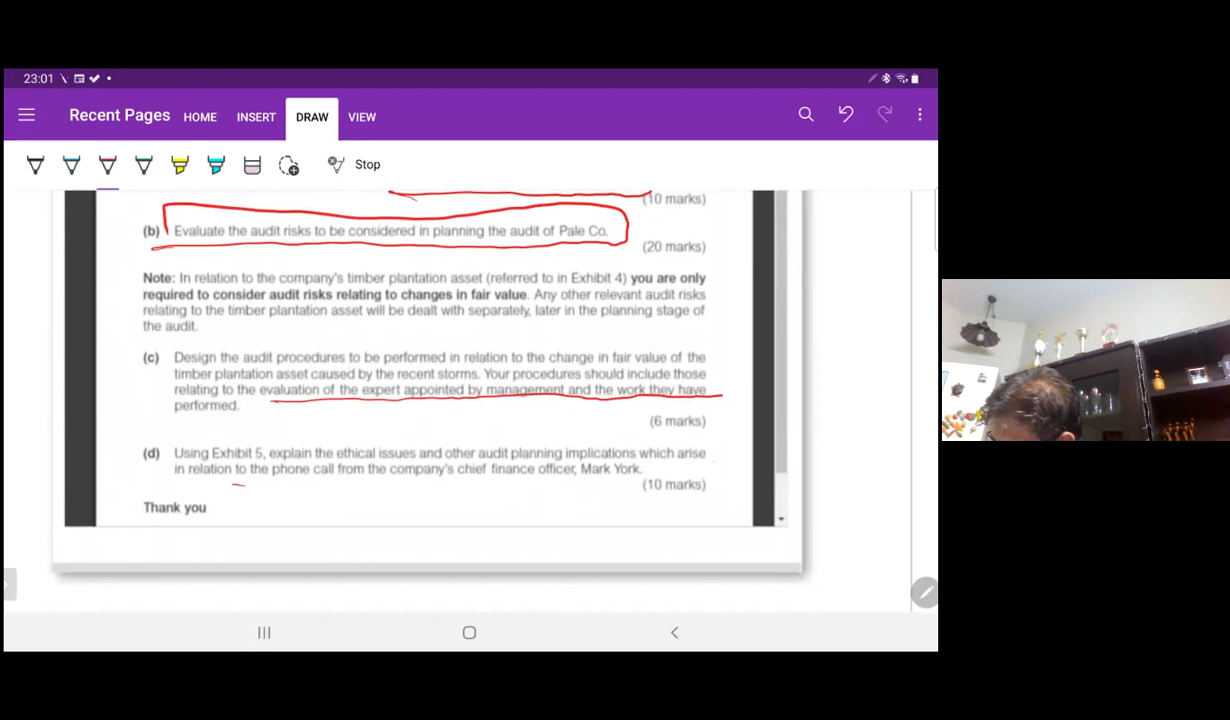 23:01
Recent Pages HOME INSERT DRAW VIEW
Stop
(10 marks)
(b) Evaluate the audit risks to be considered in planning the audit of Pale Co.
(20 marks)
Note: In relation to the company's timber plantation asset (referred to in Exhibit 4) you are only
required to consider audit risks relating to changes in fair value. Any other relevant audit risks
relating to the timber plantation asset will be dealt with separately, later in the planning stage of
the audit.
(c) Design the audit procedures to be performed in relation to the change in fair value of the
timber plantation asset caused by the recent storms. Your procedures should include those
relating to the evaluation of the expert appointed by management and the work they have
performed.
(6 marks)
(d) Using Exhibit 5, explain the ethical issues and other audit planning implications which arise
in relation to the phone call from the company's chief finance officer, Mark York.
(10 marks)
Thank you